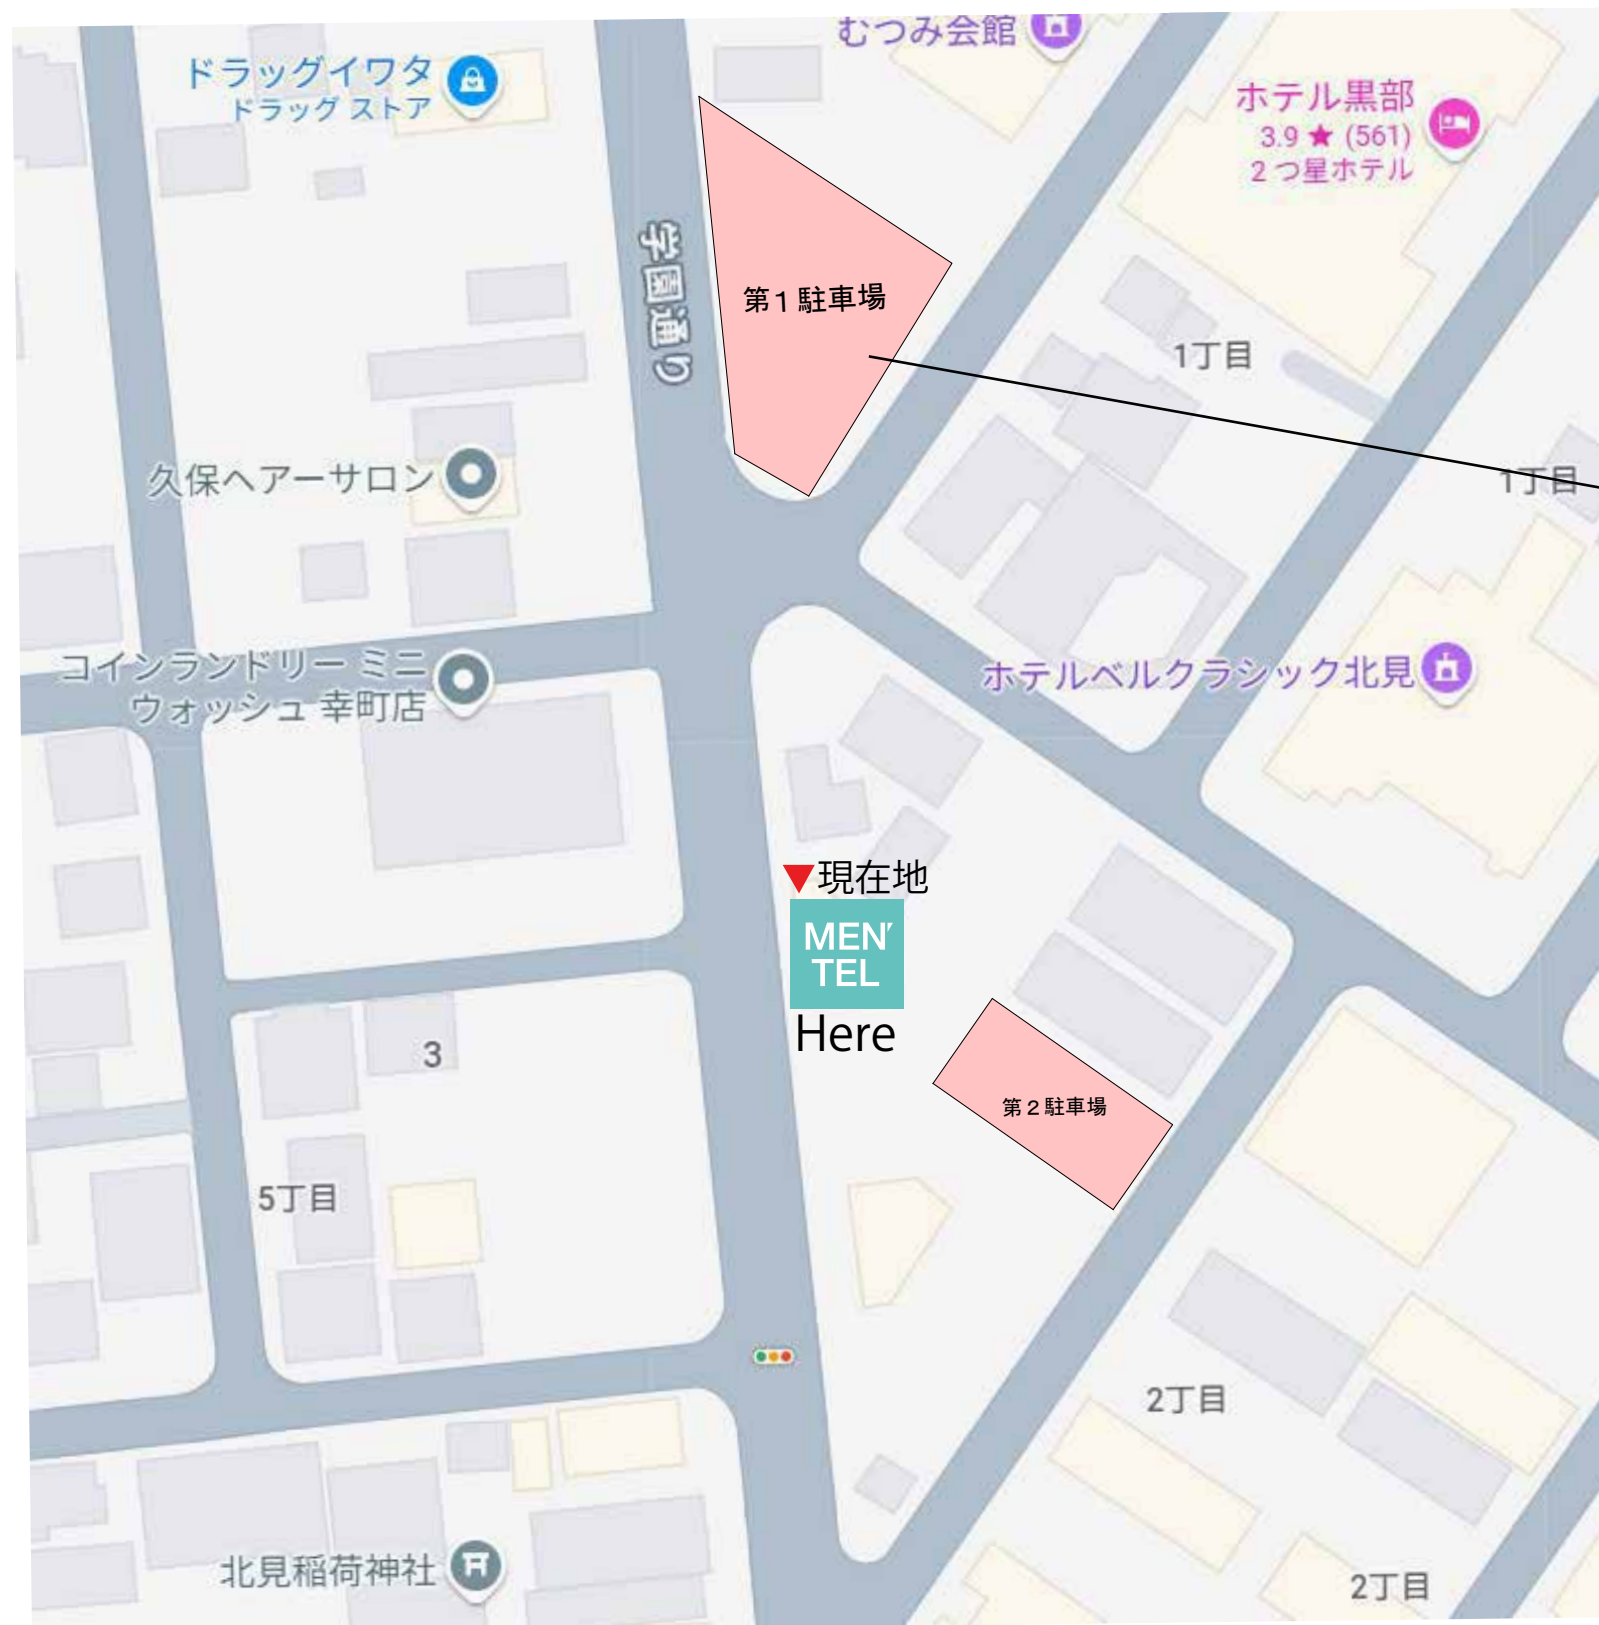 むつみ会館
ドラッグイワタ
ドラッグ ストア
ホテル黒部
3.9 ★ (561)
2 つ星ホテル
学園通り
第1駐車場
1丁目
久保ヘアーサロン
1丁目
コインランドリー ミニ
ウォッシュ 幸町店
ホテルベルクラシック北見
▼現在地
MEN'
TEL
Here
3
第2駐車場
5丁目
2丁目
北見稲荷神社
2丁目